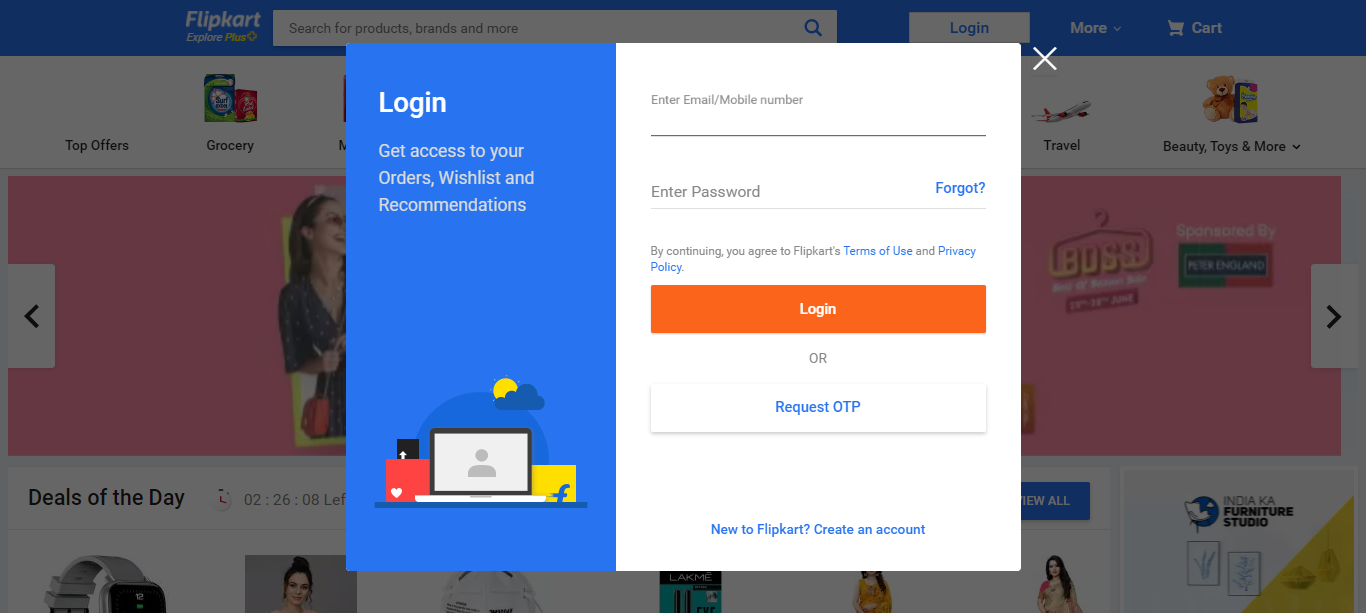 Flipkart
Explore Plus
Search for products, brands and more
Login
More
Cart
Top Offers
Grocery
M
Travel
Beauty, Toys & More
Login
Get access to your
Orders, Wishlist and
Recommendations
Enter Email/Mobile number
Enter Password
Forgot?
By continuing, you agree to Flipkart's Terms of Use and Privacy
Policy.
Login
OR
Request OTP
New to Flipkart? Create an account
BOSS
Sponsored By
PETER ENGLAND
Deals of the Day
02 : 26 : 08 Lef
VIEW ALL
INDIA KA
FURNITURE
STUDIO
LAKMÉ
EYE